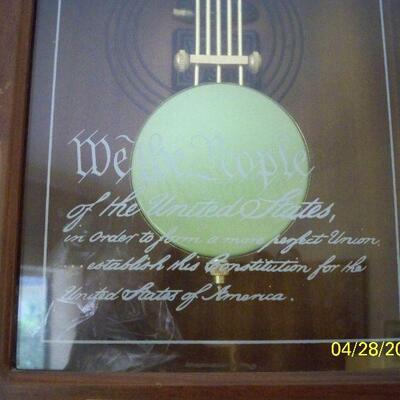 We the People
of the United States,
in order to form a more perfect Union,
... establish this Constitution for the
United States of America.
04/28/20